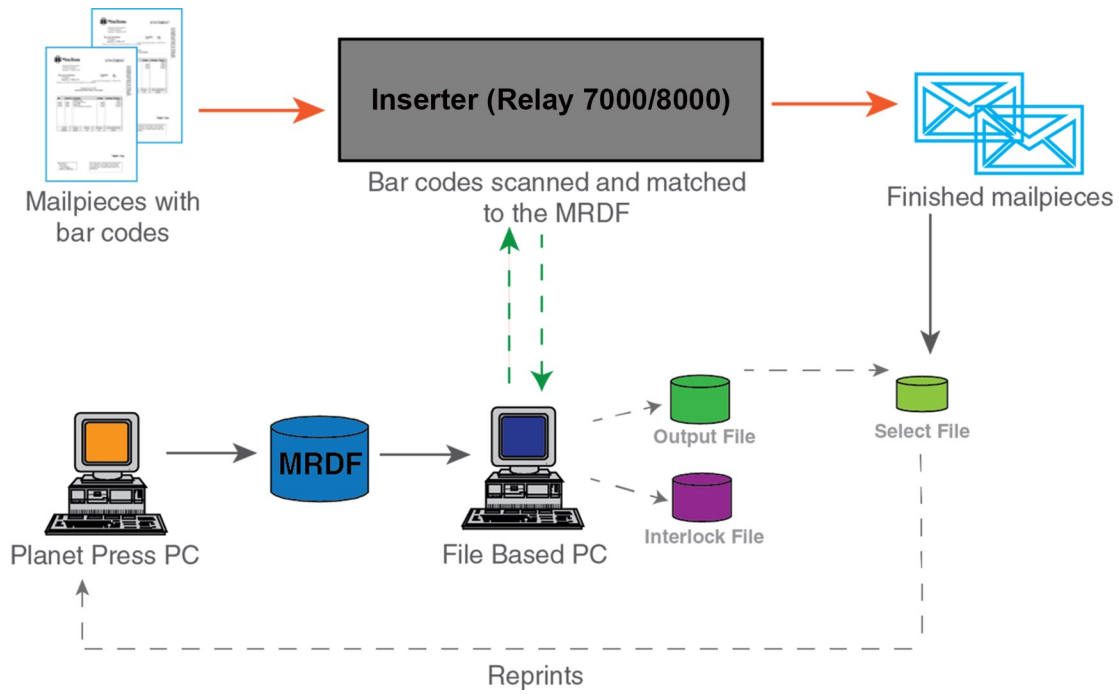 Inserter (Relay 7000/8000)
Mailpieces with
bar codes
Bar codes scanned and matched
to the MRDF
Finished mailpieces
MRDF
Output File
Select File
Interlock File
Planet Press PC
File Based PC
Reprints